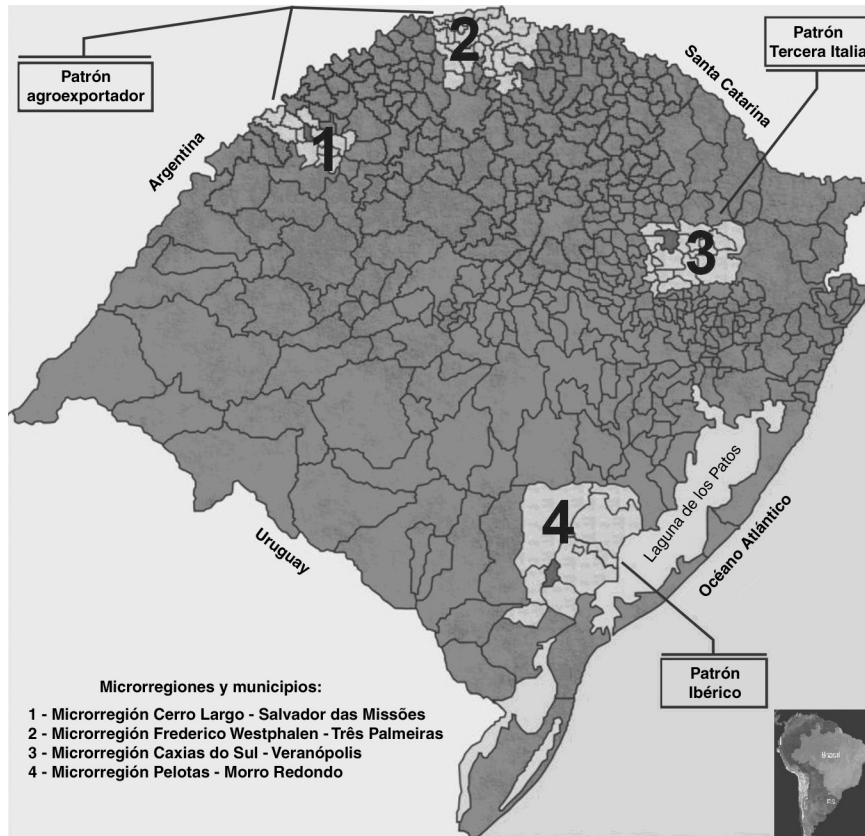 Patrón
agroexportador
2
Patrón
Tercera Italia
Santa Catarina
Argentina
1
3
4
Laguna de los Patos
Océano Atlántico
Uruguay
Patrón
Ibérico
Microrregiones y municipios:
1 - Microrregión Cerro Largo - Salvador das Missões
2 - Microrregión Frederico Westphalen - Três Palmeiras
3 - Microrregión Caxias do Sul - Veranópolis
4 - Microrregión Pelotas - Morro Redondo
Brasil